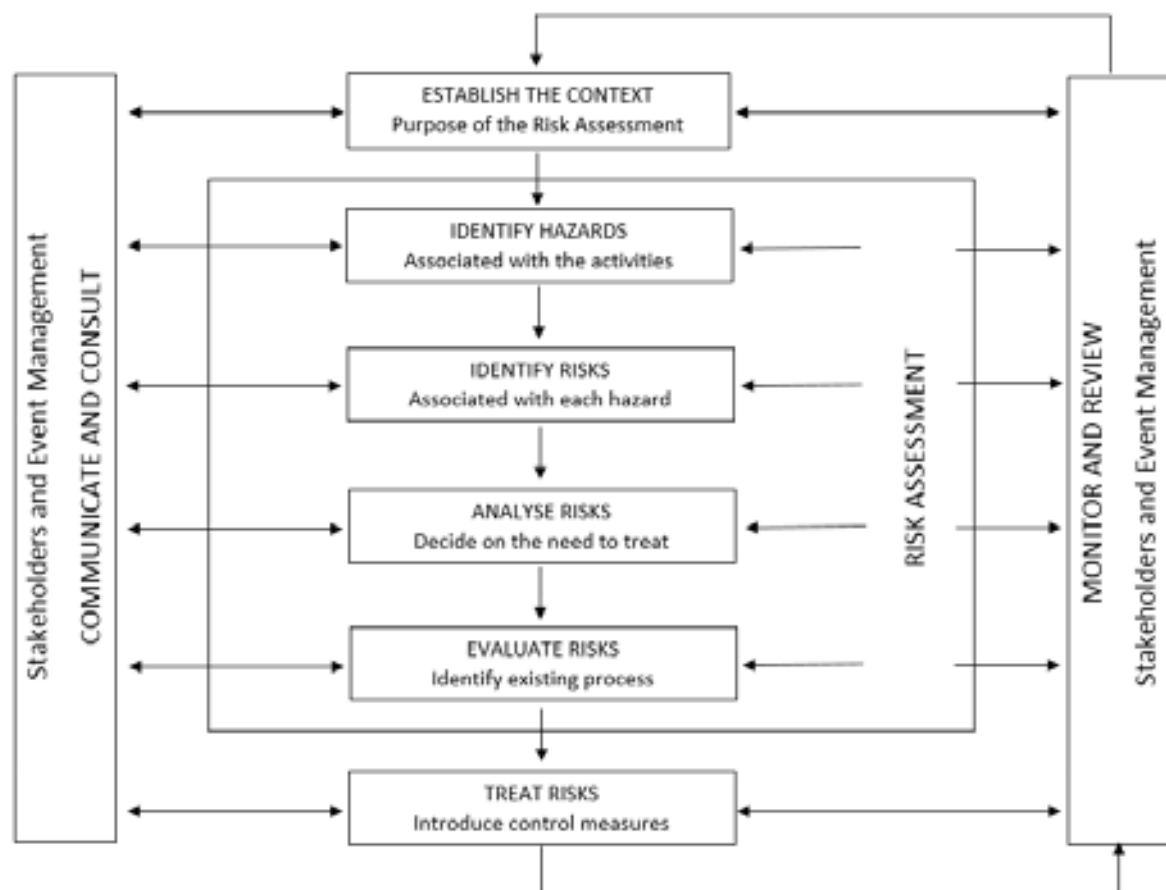 Stakeholders and Event Management
COMMUNICATE AND CONSULT
ESTABLISH THE CONTEXT
Purpose of the Risk Assessment
IDENTIFY HAZARDS
Associated with the activities
IDENTIFY RISKS
Associated with each hazard
ANALYSE RISKS
Decide on the need to treat
EVALUATE RISKS
Identify existing process
TREAT RISKS
Introduce control measures
RISK ASSESSMENT
MONITOR AND REVIEW
Stakeholders and Event Management